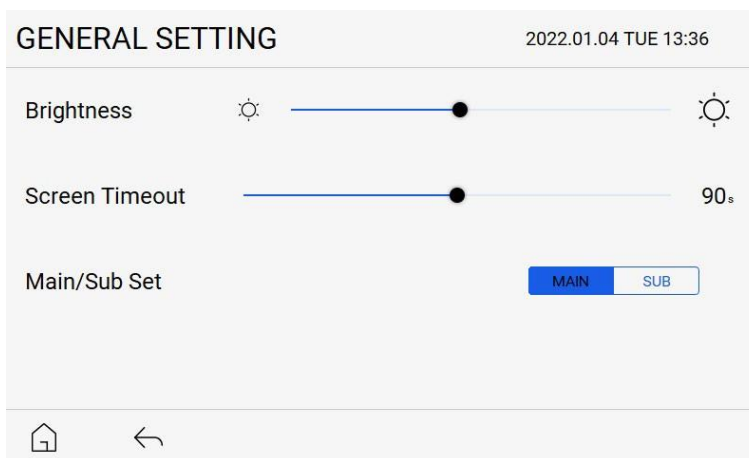 GENERAL SETTING 2022.01.04 TUE 13:36
Brightness
Screen Timeout 90s
Main/Sub Set MAIN SUB